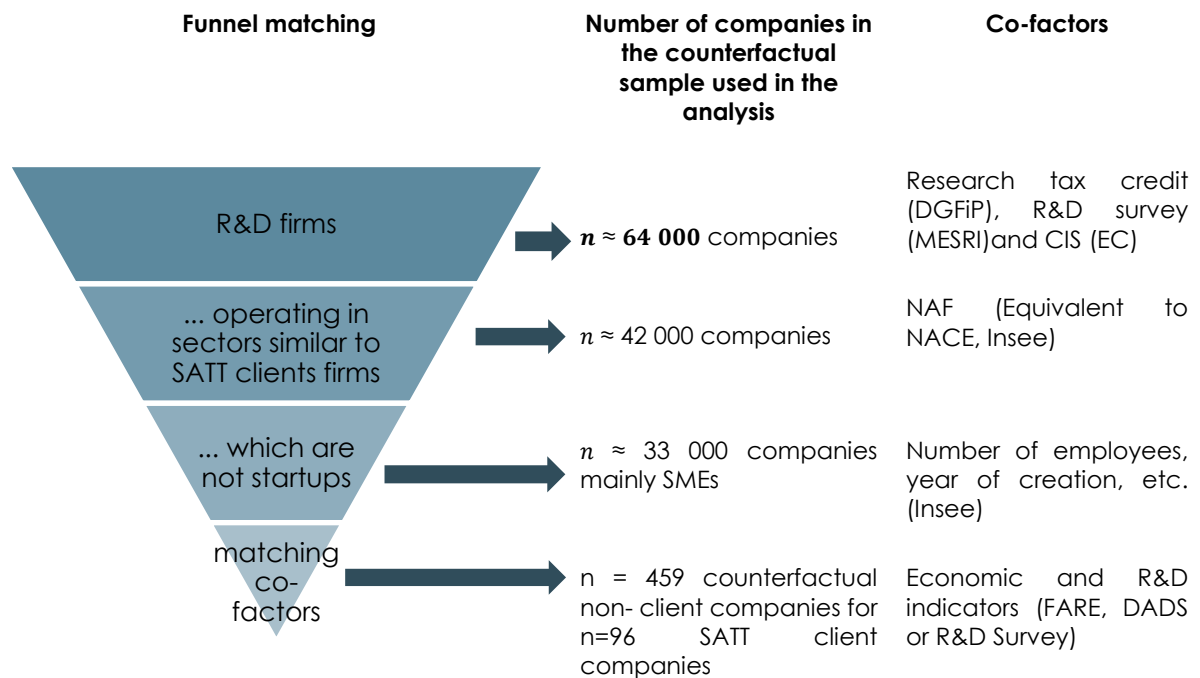 Funnel matching
Number of companies in
the counterfactual
sample used in the
analysis
Co-factors
R&D firms
n ≈ 64 000 companies
Research tax credit
(DGFiP), R&D survey
(MESRI)and CIS (EC)
... operating in
sectors similar to
SATT clients firms
n ≈ 42 000 companies
NAF (Equivalent to
NACE, Insee)
... which are
not startups
n ≈ 33 000 companies
mainly SMEs
Number of employees,
year of creation, etc.
(Insee)
matching
co-
factors
n = 459 counterfactual
non- client companies for
n=96 SATT client
companies
Economic and R&D
indicators (FARE, DADS
or R&D Survey)